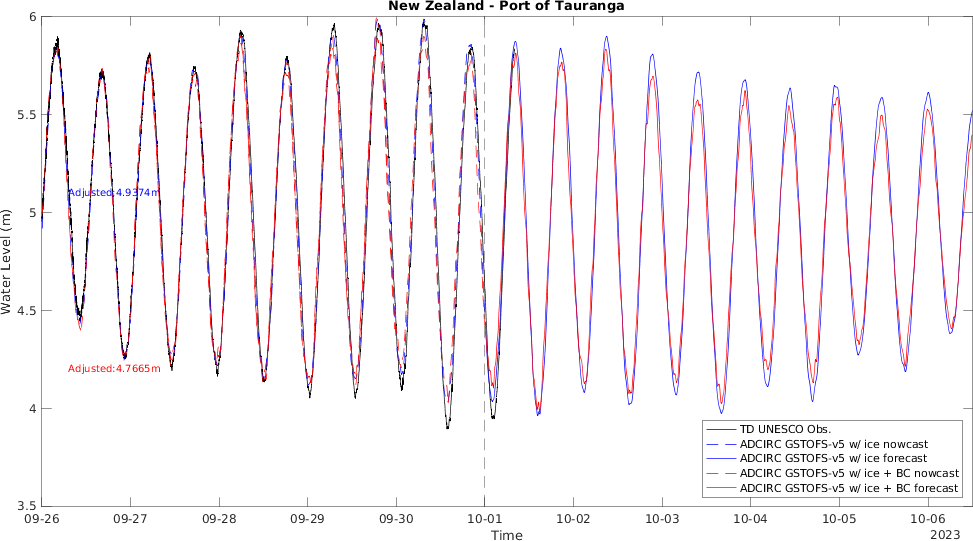 New Zealand - Port of Tauranga
6
5.5
5
4.5
4
3.5
Water Level (m)
Adjusted:4.9374m
Adjusted:4.7665m
TD UNESCO Obs.
ADCIRC GSTOFS-v5 w/ ice nowcast
ADCIRC GSTOFS-v5 w/ ice forecast
ADCIRC GSTOFS-v5 w/ ice + BC nowcast
ADCIRC GSTOFS-v5 w/ ice + BC forecast
09-26 09-27 09-28 09-29 09-30 10-01 10-02 10-03 10-04 10-05 10-06
Time
2023